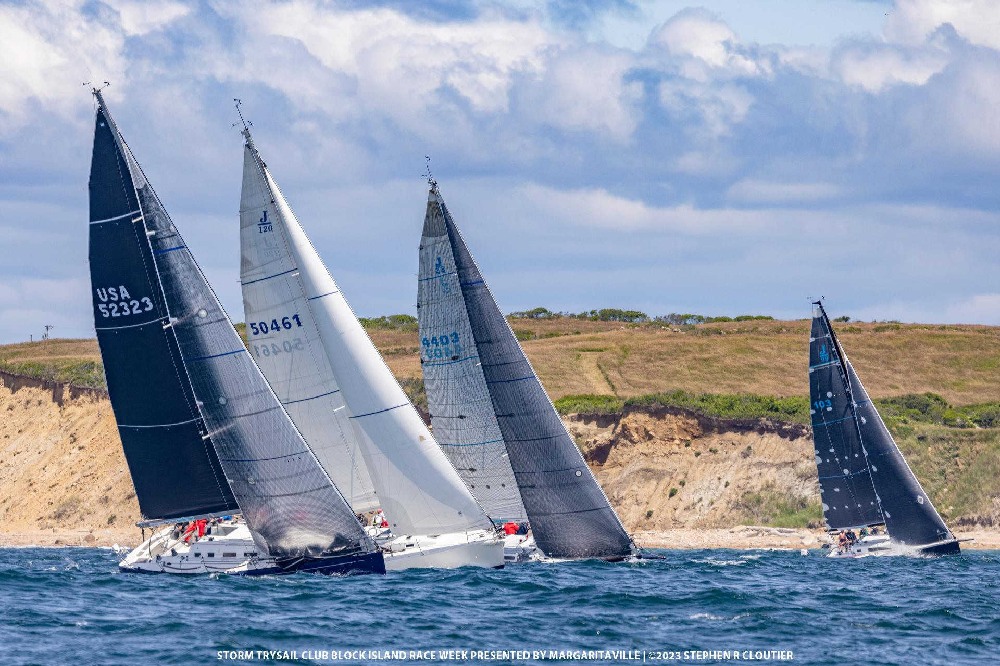 USA
52323
J
120
50461
J
44
4403
J
99
103
STORM TRYSAIL CLUB BLOCK ISLAND RACE WEEK PRESENTED BY MARGARITAVILLE | ©2023 STEPHEN R CLOUTIER